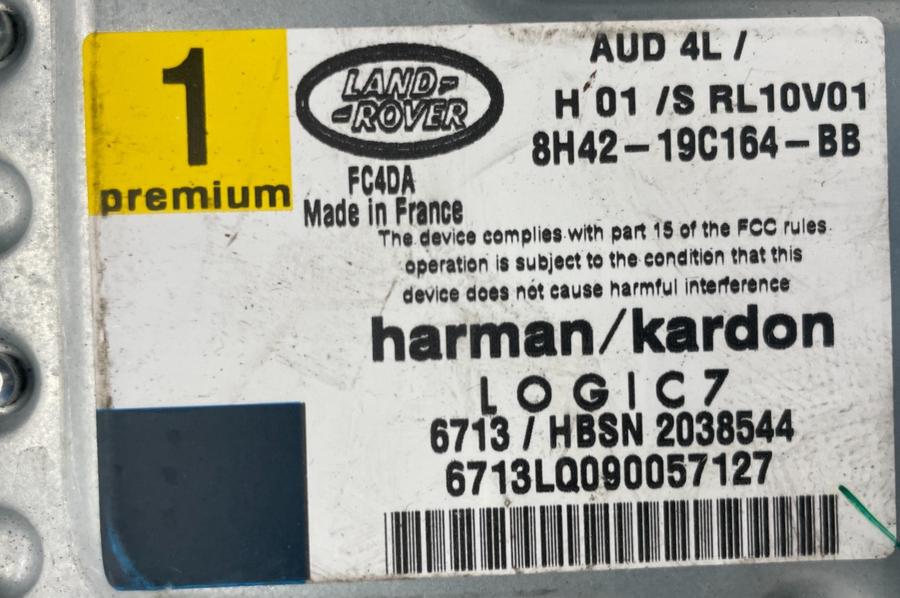 1
premium
LAND-
-ROVER
FC4DA
Made in France
AUD 4L /
H 01 /S RL10V01
8H42-19C164-BB
The device complies with part 15 of the FCC rules
operation is subject to the condition that this
device does not cause harmful interference
harman/kardon
LOGIC7
6713 / HBSN 2038544
6713LQ090057127